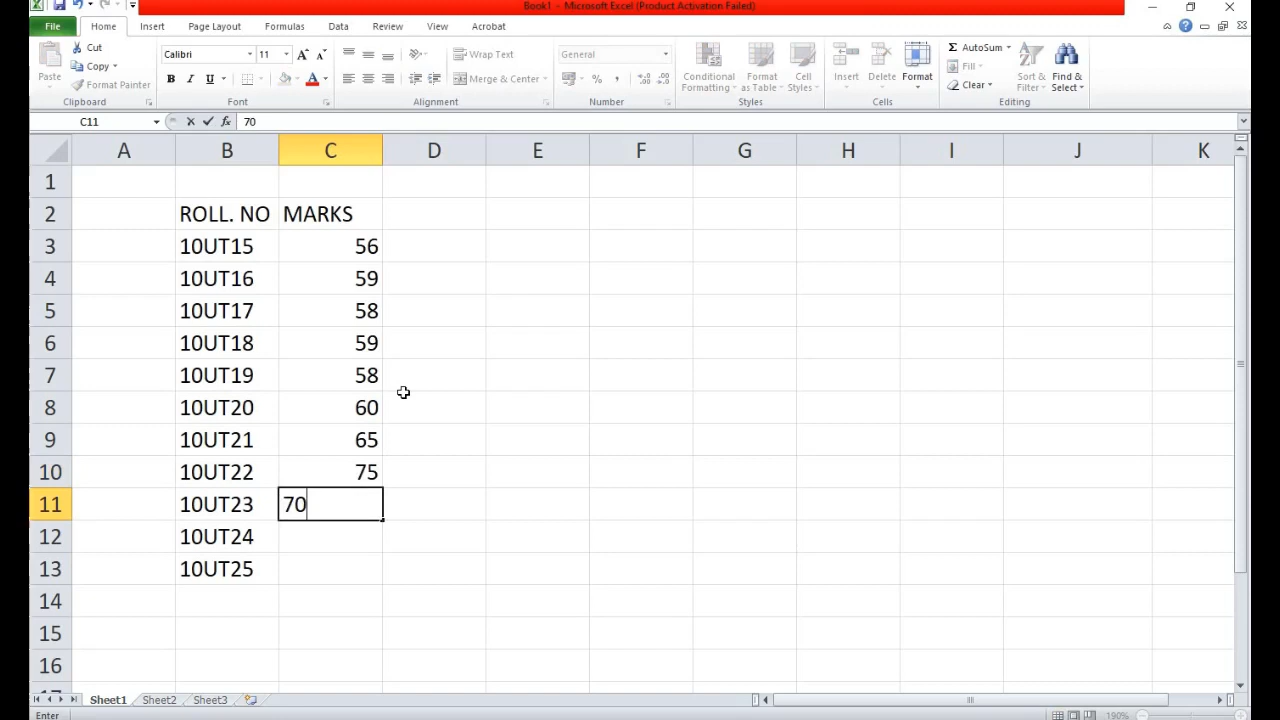 Book1 - Microsoft Excel (Product Activation Failed)
File Home Insert Page Layout Formulas Data Review View Acrobat
Paste Cut Copy Format Painter Clipboard
Calibri 11 A A B I U A Font
Wrap Text Merge & Center Alignment
General % , Number
Conditional Formatting Format as Table Cell Styles Styles
Insert Delete Format Cells
Σ AutoSum Fill Clear Sort & Filter Find & Select Editing
C11 fx 70
A B C D E F G H I J K
1
2 ROLL. NO MARKS
3 10UT15 56
4 10UT16 59
5 10UT17 58
6 10UT18 59
7 10UT19 58
8 10UT20 60
9 10UT21 65
10 10UT22 75
11 10UT23 70
12 10UT24
13 10UT25
14
15
16
17
Sheet1 Sheet2 Sheet3
Enter 190%